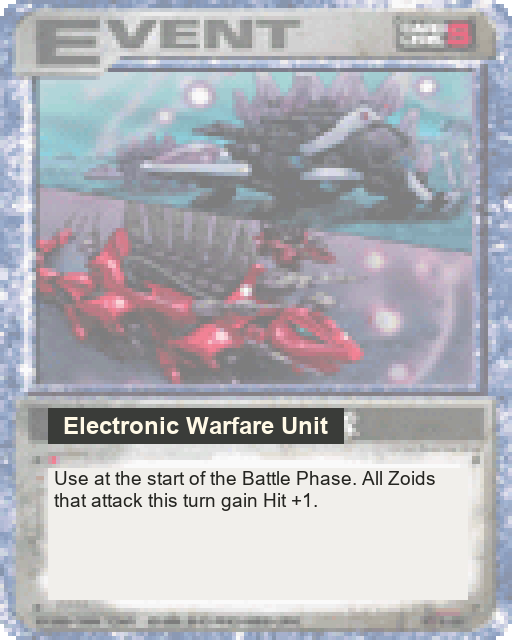 EVENT
Electronic Warfare Unit
Use at the start of the Battle Phase. All Zoids
that attack this turn gain Hit +1.